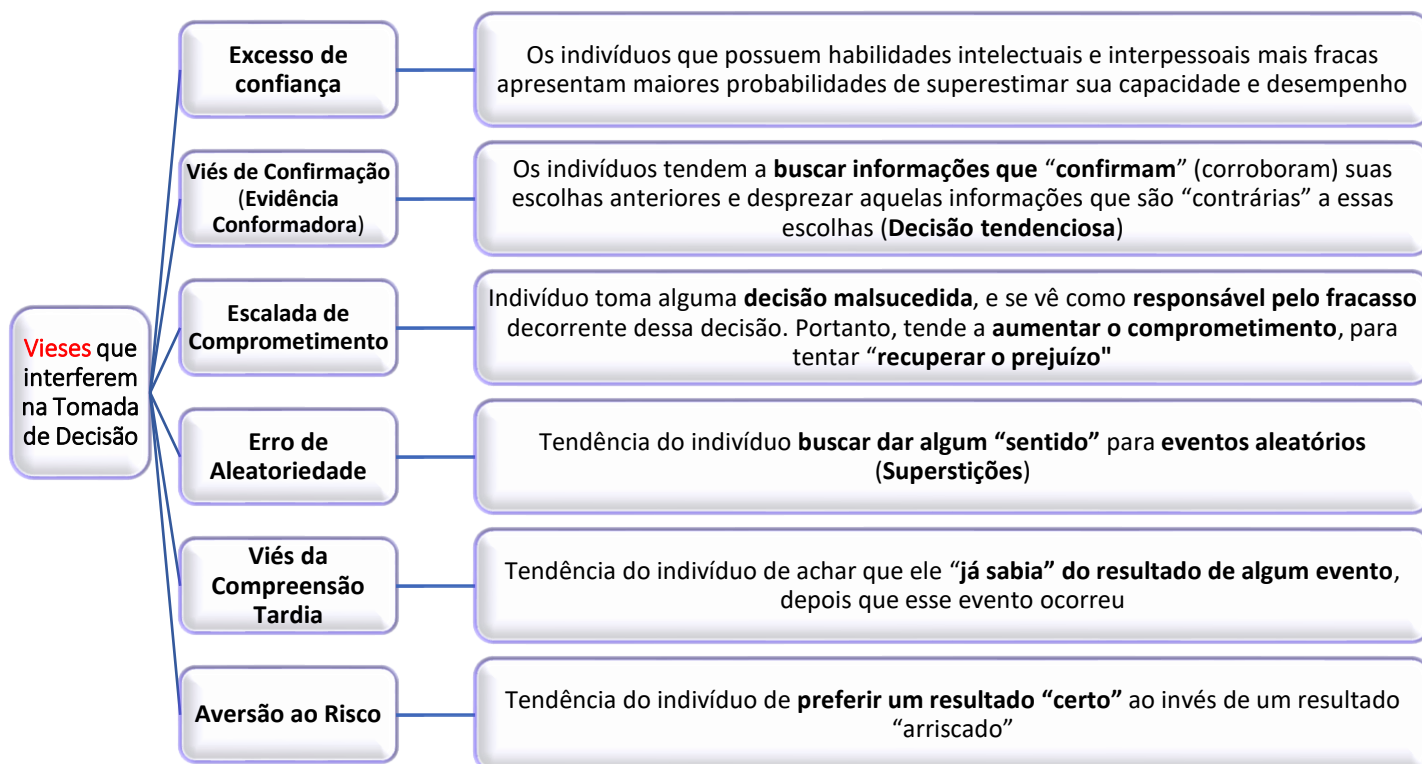 Vieses que
interferem
na Tomada
de Decisão
Excesso de
confiança
Os indivíduos que possuem habilidades intelectuais e interpessoais mais fracas
apresentam maiores probabilidades de superestimar sua capacidade e desempenho
Viés de Confirmação
(Evidência
Conformadora)
Os indivíduos tendem a buscar informações que “confirmam” (corroboram) suas
escolhas anteriores e desprezar aquelas informações que são “contrárias” a essas
escolhas (Decisão tendenciosa)
Escalada de
Comprometimento
Indivíduo toma alguma decisão malsucedida, e se vê como responsável pelo fracasso
decorrente dessa decisão. Portanto, tende a aumentar o comprometimento, para
tentar “recuperar o prejuízo"
Erro de
Aleatoriedade
Tendência do indivíduo buscar dar algum “sentido” para eventos aleatórios
(Superstições)
Viés da
Compreensão
Tardia
Tendência do indivíduo de achar que ele “já sabia” do resultado de algum evento,
depois que esse evento ocorreu
Aversão ao Risco
Tendência do indivíduo de preferir um resultado “certo” ao invés de um resultado
“arriscado”